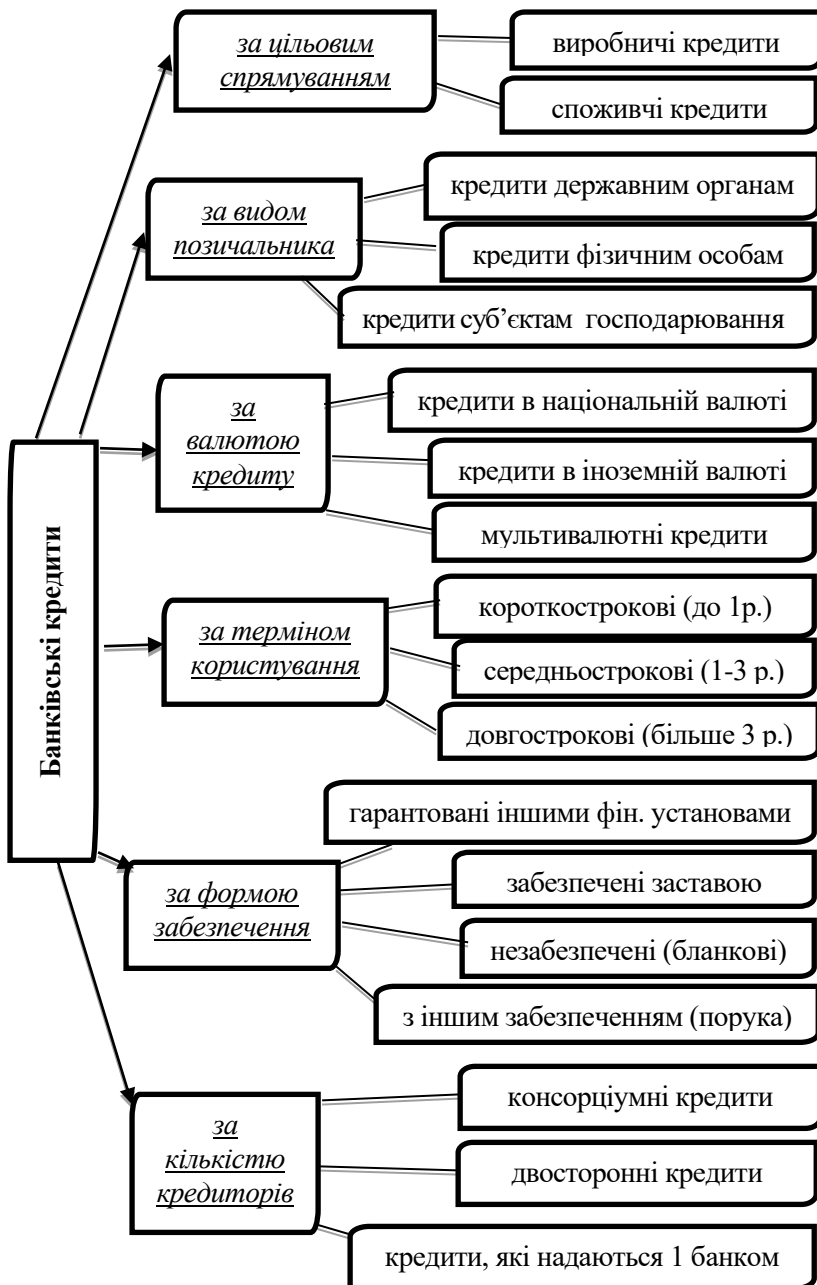 Банківські кредити
за цільовим
спрямуванням
виробничі кредити
споживчі кредити
за видом
позичальника
кредити державним органам
кредити фізичним особам
кредити суб’єктам господарювання
за
валютою
кредиту
кредити в національній валюті
кредити в іноземній валюті
мультивалютні кредити
за терміном
користування
короткострокові (до 1р.)
середньострокові (1-3 р.)
довгострокові (більше 3 р.)
за формою
забезпечення
гарантовані іншими фін. установами
забезпечені заставою
незабезпечені (бланкові)
з іншим забезпеченням (порука)
за
кількістю
кредиторів
консорціумні кредити
двосторонні кредити
кредити, які надаються 1 банком